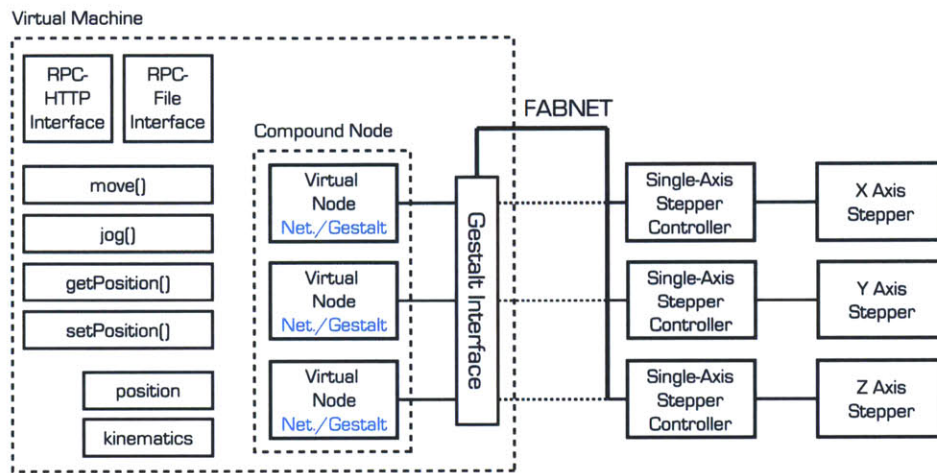 Virtual Machine
RPC-
HTTP
Interface
RPC-
File
Interface
move()
jog()
getPosition()
setPosition()
position
kinematics
Compound Node
Virtual
Node
Net./Gestalt
Virtual
Node
Net./Gestalt
Virtual
Node
Net./Gestalt
Gestalt Interface
FABNET
Single-Axis
Stepper
Controller
X Axis
Stepper
Single-Axis
Stepper
Controller
Y Axis
Stepper
Single-Axis
Stepper
Controller
Z Axis
Stepper